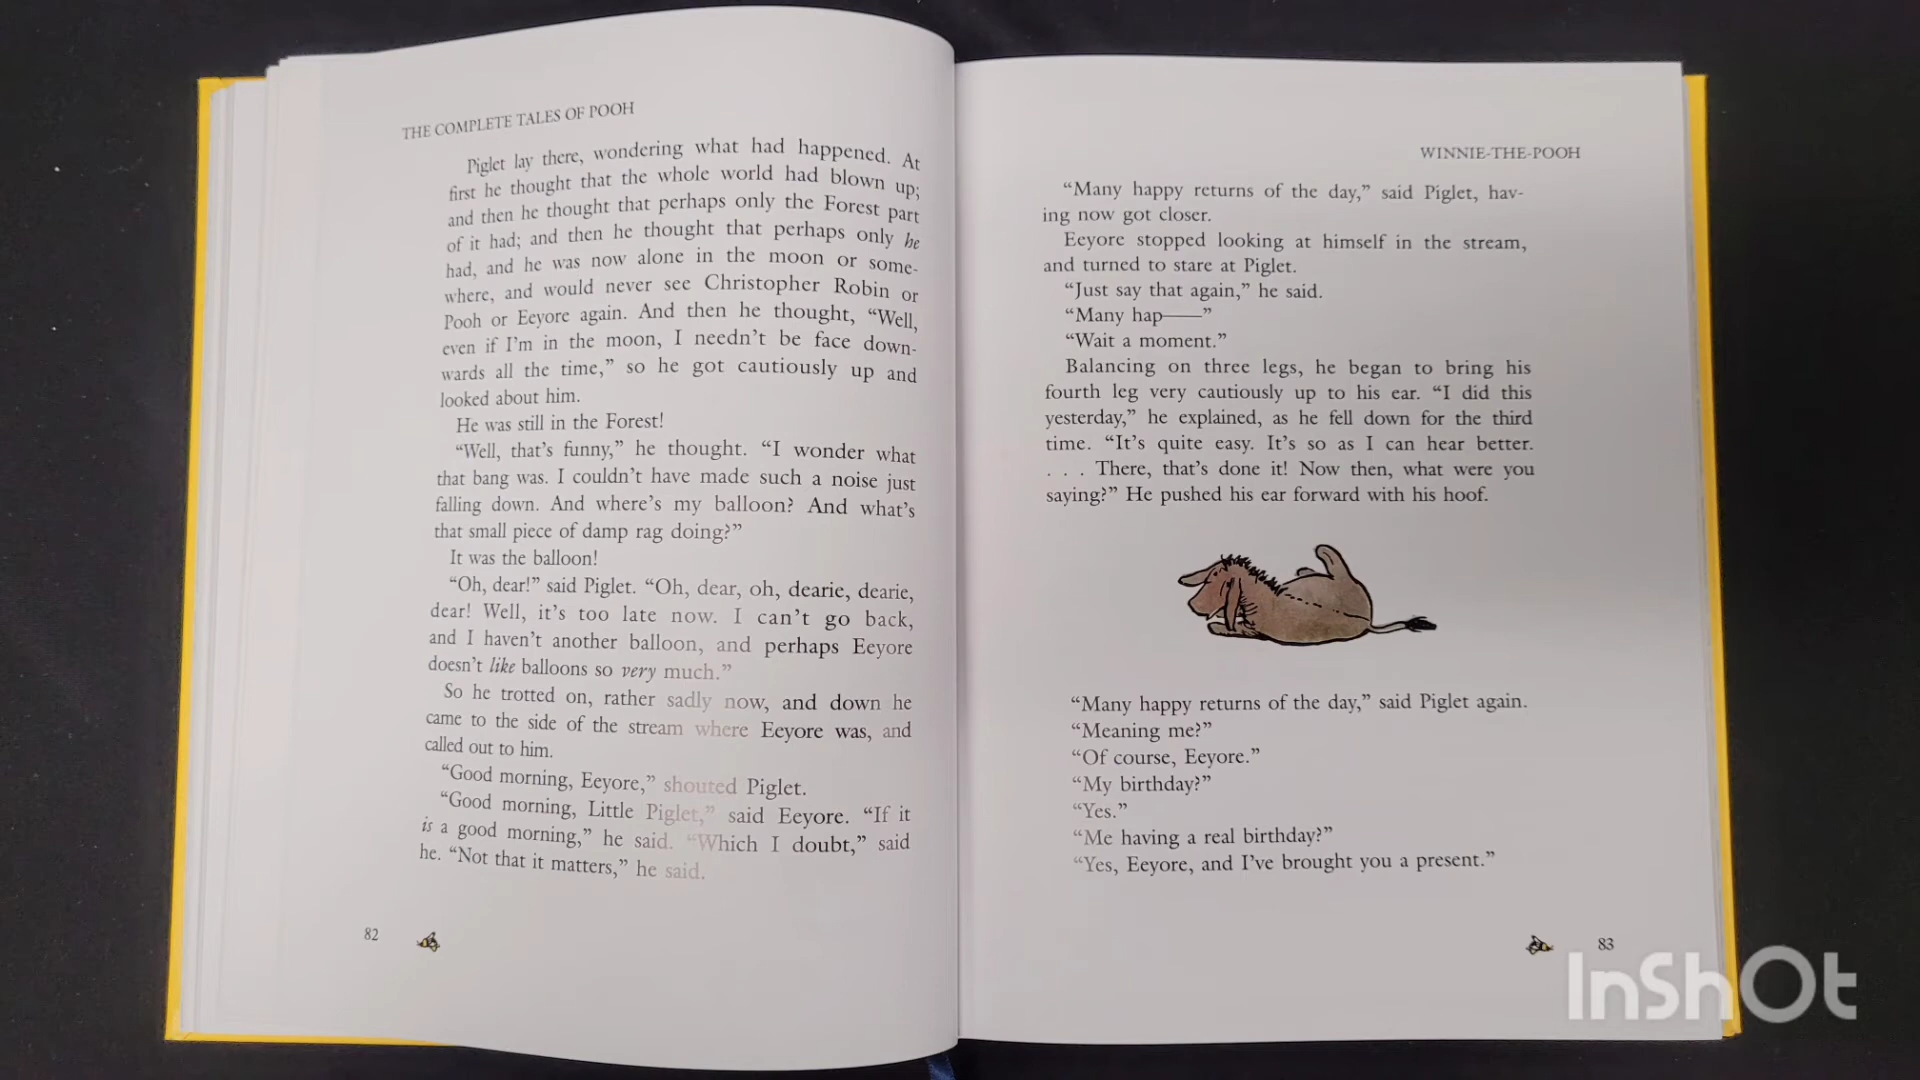 THE COMPLETE TALES OF POOH
Piglet lay there, wondering what had happened. At
first he thought that the whole world had blown up;
and then he thought that perhaps only the Forest part
of it had; and then he thought that perhaps only he
had, and he was now alone in the moon or some-
where, and would never see Christopher Robin or
Pooh or Eeyore again. And then he thought, “Well,
even if I’m in the moon, I needn’t be face down-
wards all the time,” so he got cautiously up and
looked about him.
He was still in the Forest!
“Well, that’s funny,” he thought. “I wonder what
that bang was. I couldn’t have made such a noise just
falling down. And where’s my balloon? And what’s
that small piece of damp rag doing?”
It was the balloon!
“Oh, dear!” said Piglet. “Oh, dear, oh, dearie, dearie,
dear! Well, it’s too late now. I can’t go back,
and I haven’t another balloon, and perhaps Eeyore
doesn’t like balloons so very much.”
So he trotted on, rather sadly now, and down he
came to the side of the stream where Eeyore was, and
called out to him.
“Good morning, Eeyore,” shouted Piglet.
“Good morning, Little Piglet,” said Eeyore. “If it
is a good morning,” he said. “Which I doubt,” said
he. “Not that it matters,” he said.
82
WINNIE-THE-POOH
“Many happy returns of the day,” said Piglet, hav-
ing now got closer.
Eeyore stopped looking at himself in the stream,
and turned to stare at Piglet.
“Just say that again,” he said.
“Many hap——”
“Wait a moment.”
Balancing on three legs, he began to bring his
fourth leg very cautiously up to his ear. “I did this
yesterday,” he explained, as he fell down for the third
time. “It’s quite easy. It’s so as I can hear better.
. . . There, that’s done it! Now then, what were you
saying?” He pushed his ear forward with his hoof.
“Many happy returns of the day,” said Piglet again.
“Meaning me?”
“Of course, Eeyore.”
“My birthday?”
“Yes.”
“Me having a real birthday?”
“Yes, Eeyore, and I’ve brought you a present.”
83
InShOt